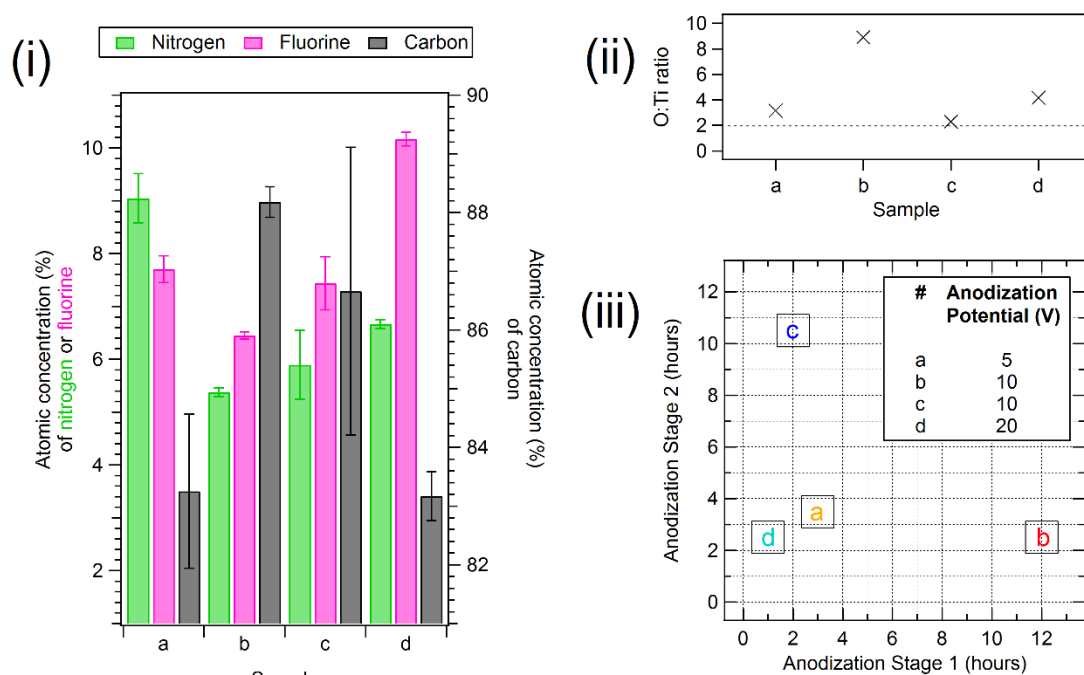 (i)
Nitrogen Fluorine Carbon
Atomic concentration (%)
of nitrogen or fluorine
10
8
6
4
2
90
88
86
84
82
Atomic concentration (%)
of carbon
a b c d
(ii)
O:Ti ratio
10
8
6
4
2
0
a b c d
Sample
(iii)
Anodization Stage 2 (hours)
12
10
8
6
4
2
0
# Anodization
Potential (V)
a 5
b 10
c 10
d 20
c
a
d
b
0 2 4 6 8 10 12
Anodization Stage 1 (hours)